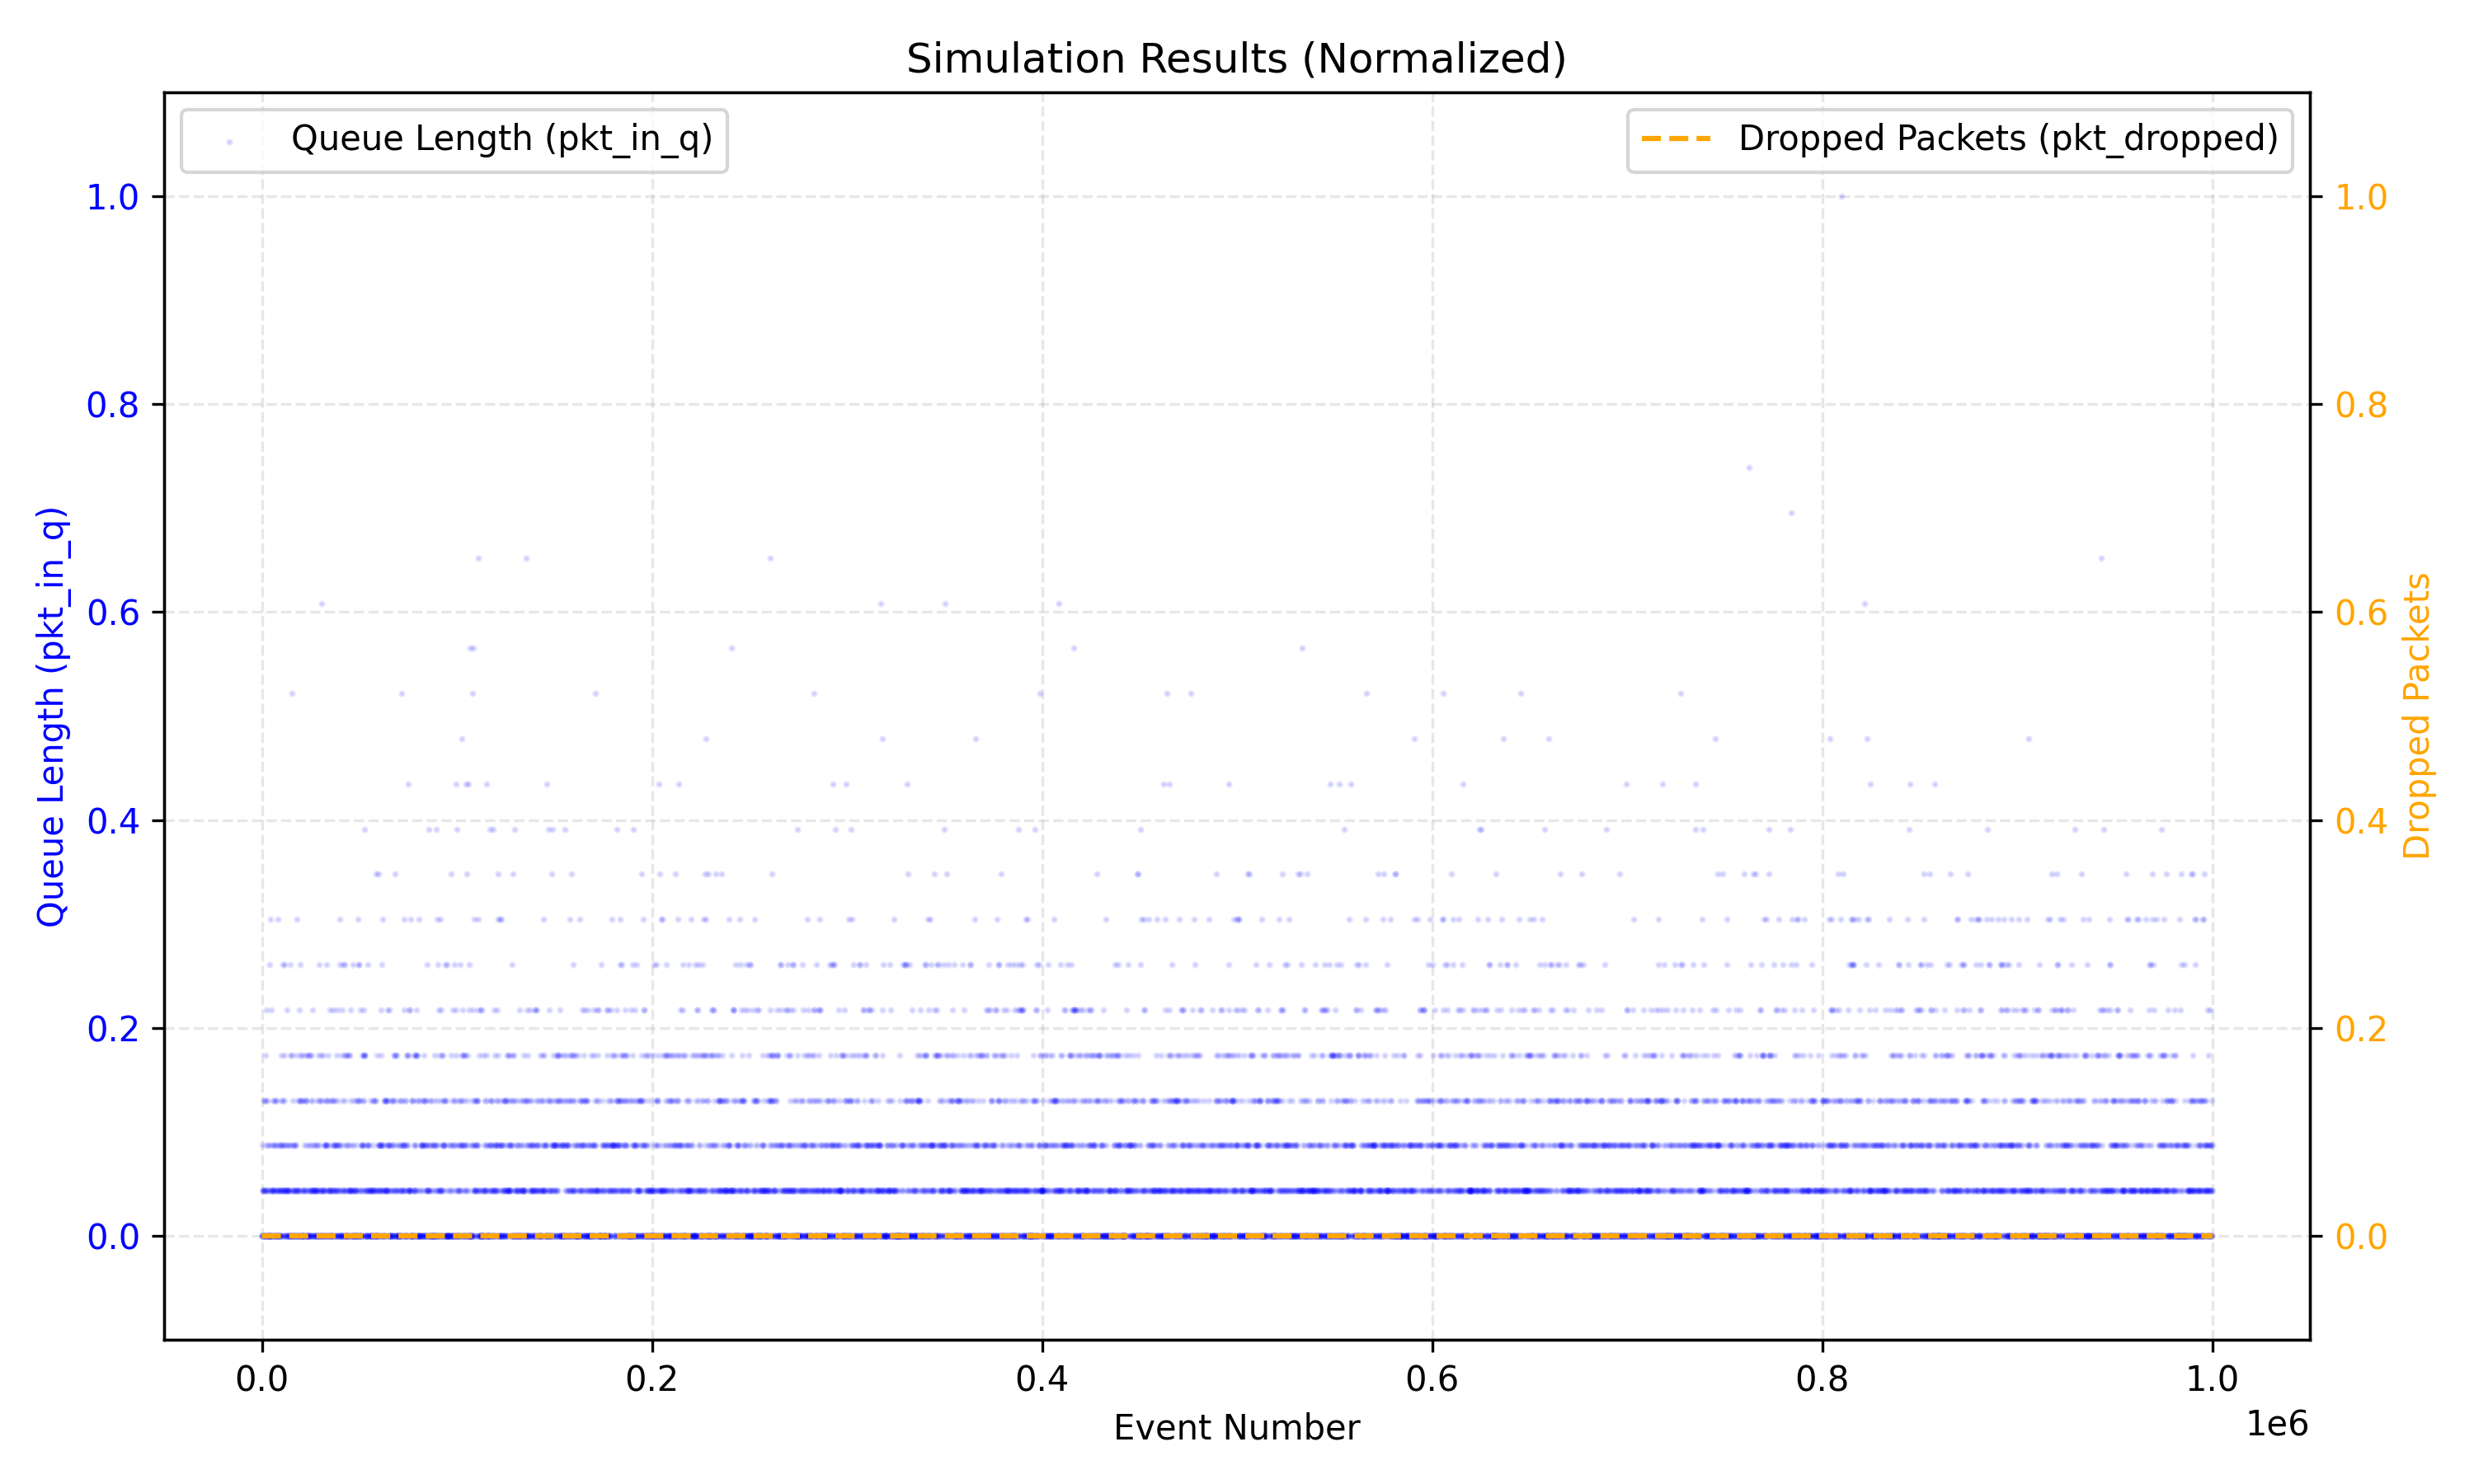 Simulation Results (Normalized)
Queue Length (pkt_in_q)
Dropped Packets (pkt_dropped)
1.0
0.8
0.6
0.4
0.2
0.0
Queue Length (pkt_in_q)
1.0
0.8
0.6
0.4
0.2
0.0
Dropped Packets
0.0 0.2 0.4 0.6 0.8 1.0
1e6
Event Number